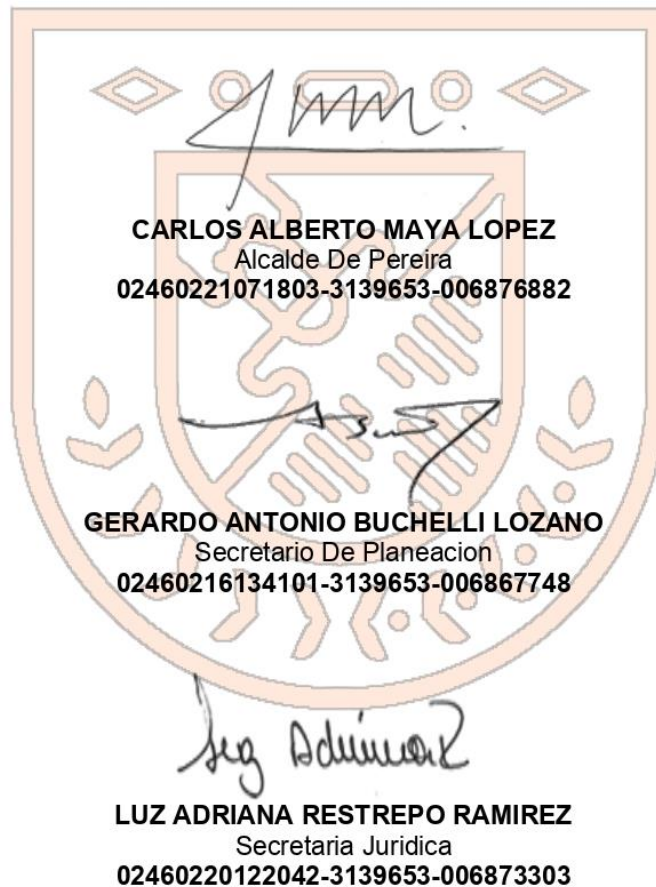 CARLOS ALBERTO MAYA LOPEZ
Alcalde De Pereira
02460221071803-3139653-006876882
GERARDO ANTONIO BUCHELLI LOZANO
Secretario De Planeacion
02460216134101-3139653-006867748
LUZ ADRIANA RESTREPO RAMIREZ
Secretaria Juridica
02460220122042-3139653-006873303